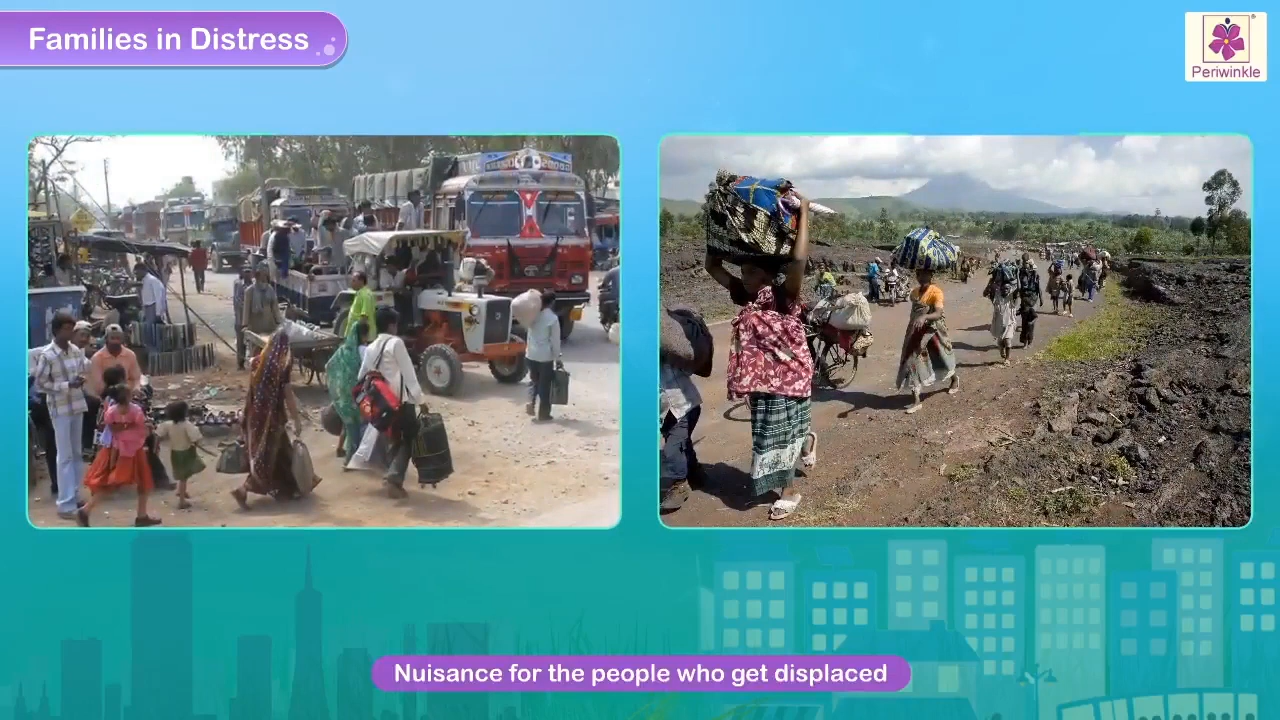 Families in Distress
Periwinkle
Nuisance for the people who get displaced